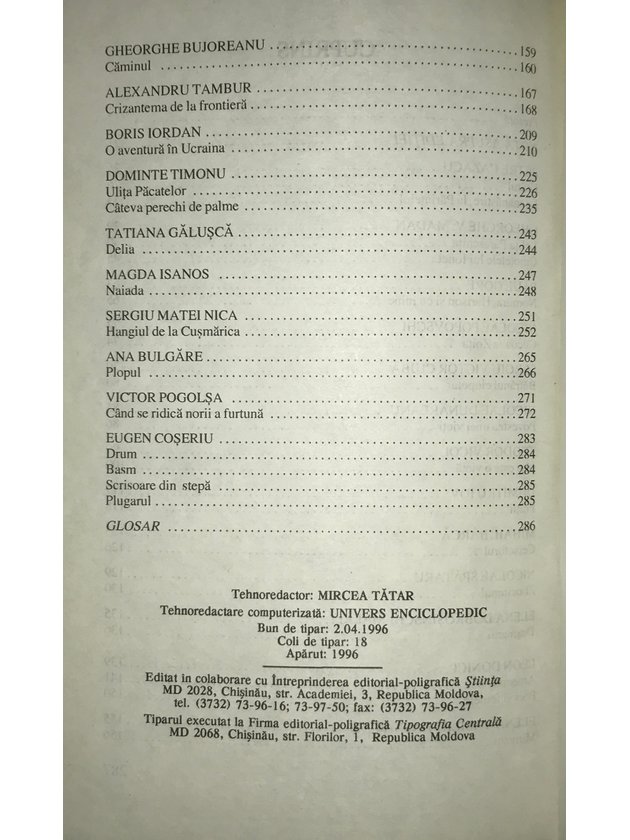 GHEORGHE BUJOREANU ........ 159
Căminul ........ 160
ALEXANDRU TAMBUR ........ 167
Crizantema de la frontieră ........ 168
BORIS IORDAN ........ 209
O aventură în Ucraina ........ 210
DOMINTE TIMONU ........ 225
Ulița Păcatelor ........ 226
Câteva perechi de palme ........ 235
TATIANA GĂLUȘCĂ ........ 243
Delia ........ 244
MAGDA ISANOS ........ 247
Naiada ........ 248
SERGIU MATEI NICA ........ 251
Hangiul de la Cușmărica ........ 252
ANA BULGĂRE ........ 265
Plopul ........ 266
VICTOR POGOLȘA ........ 271
Când se ridică norii a furtună ........ 272
EUGEN COȘERIU ........ 283
Drum ........ 284
Basm ........ 284
Scrisoare din stepă ........ 285
Plugarul ........ 285
GLOSAR ........ 286
Tehnoredactor: MIRCEA TĂTAR
Tehnoredactare computerizată: UNIVERS ENCICLOPEDIC
Bun de tipar: 2.04.1996
Coli de tipar: 18
Apărut: 1996
Editat in colaborare cu Întreprinderea editorial-poligrafică Știința
MD 2028, Chișinău, str. Academiei, 3, Republica Moldova,
tel. (3732) 73-96-16; 73-97-50; fax: (3732) 73-96-27
Tiparul executat la Firma editorial-poligrafică Tipografia Centrală
MD 2068, Chișinău, str. Florilor, 1, Republica Moldova